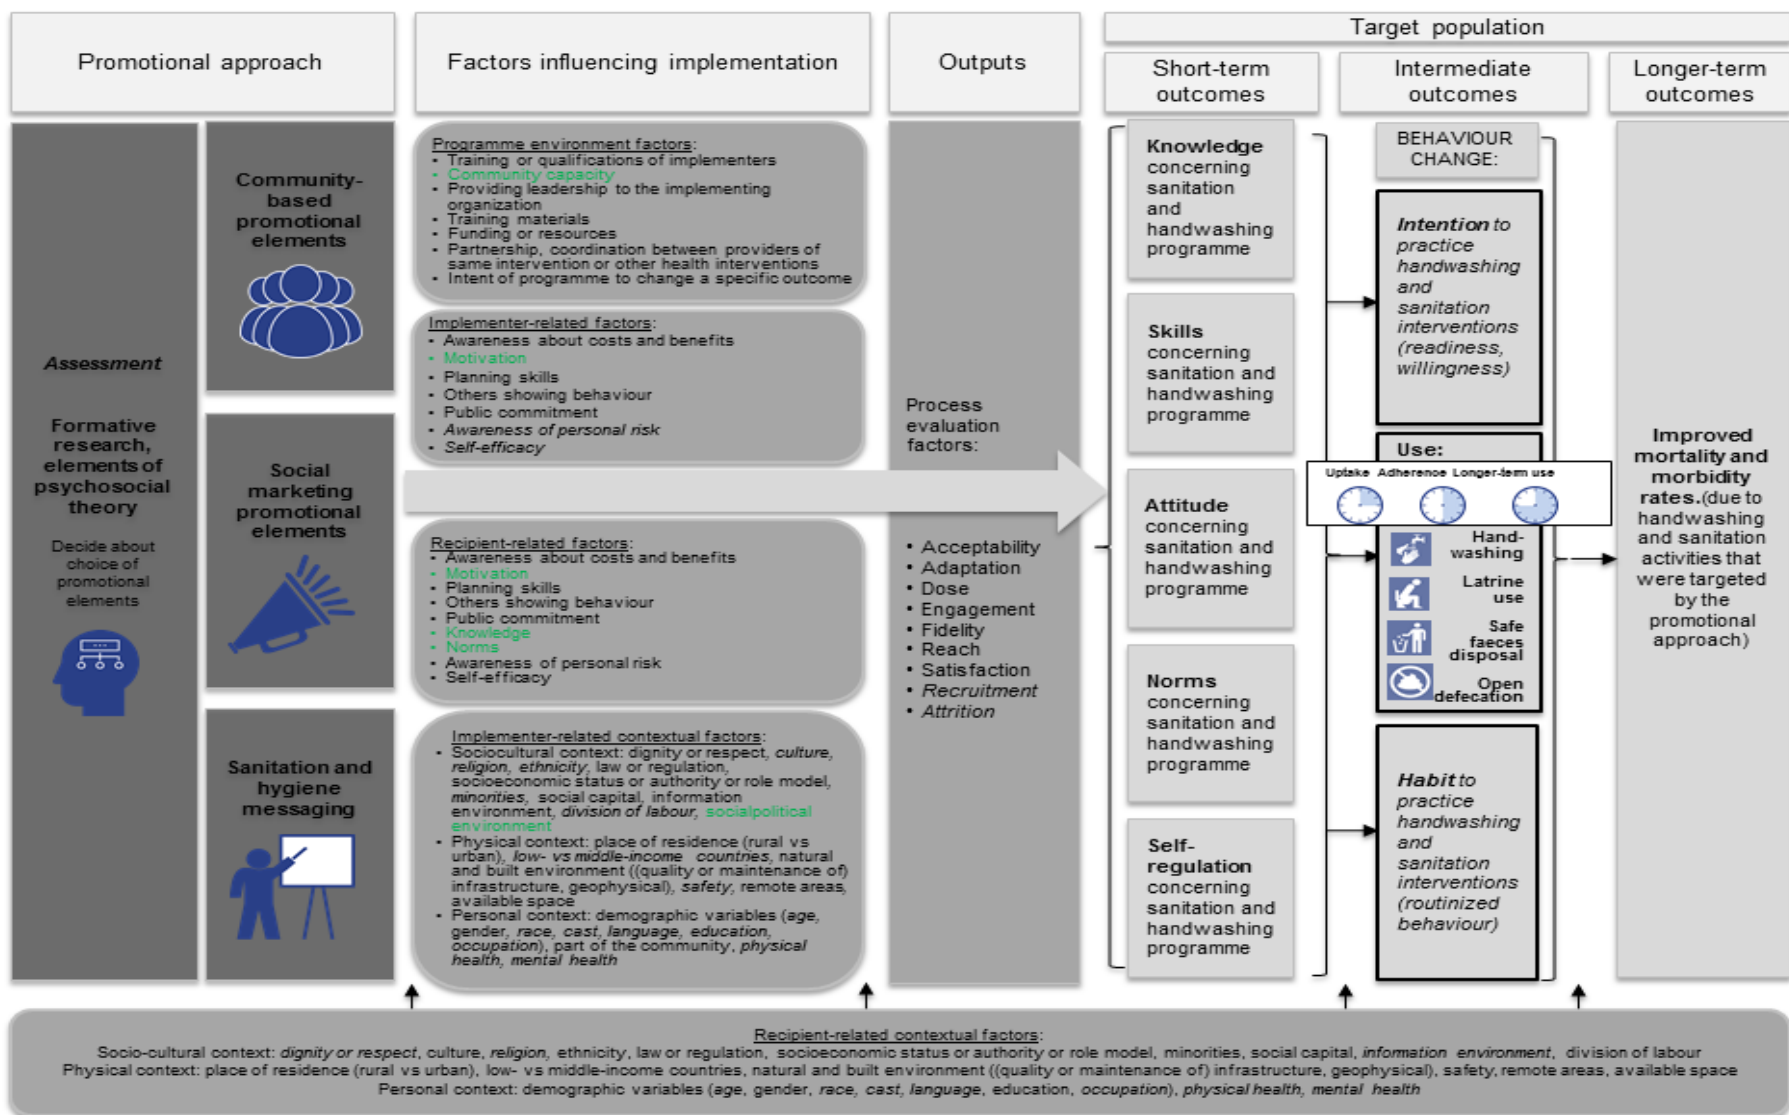 Promotional approach
Factors influencing implementation
Outputs
Target population
Short-term
outcomes
Intermediate
outcomes
Longer-term
outcomes
Assessment
Formative
research,
elements of
psychosocial
theory
Decide about
choice of
promotional
elements
Community-
based
promotional
elements
Social
marketing
promotional
elements
Sanitation and
hygiene
messaging
Programme environment factors:
• Training or qualifications of implementers
• Community capacity
• Providing leadership to the implementing
organization
• Training materials
• Funding or resources
• Partnership, coordination between providers of
same intervention or other health interventions
• Intent of programme to change a specific outcome
Implementer-related factors:
• Awareness about costs and benefits
• Motivation
• Planning skills
• Others showing behaviour
• Public commitment
• Awareness of personal risk
• Self-efficacy
Recipient-related factors:
• Awareness about costs and benefits
• Motivation
• Planning skills
• Others showing behaviour
• Public commitment
• Knowledge
• Norms
• Awareness of personal risk
• Self-efficacy
Implementer-related contextual factors:
• Sociocultural context: dignity or respect, culture,
religion, ethnicity, law or regulation,
socioeconomic status or authority or role model,
minorities, social capital, information
environment, division of labour, socialpolitical
environment
• Physical context: place of residence (rural vs
urban), low- vs middle-income countries, natural
and built environment ((quality or maintenance of)
infrastructure, geophysical), safety, remote areas,
available space
• Personal context: demographic variables (age,
gender, race, cast, language, education,
occupation), part of the community, physical
health, mental health
Process
evaluation
factors:
• Acceptability
• Adaptation
• Dose
• Engagement
• Fidelity
• Reach
• Satisfaction
• Recruitment
• Attrition
Knowledge
concerning
sanitation
and
handwashing
programme
Skills
concerning
sanitation and
handwashing
programme
Attitude
concerning
sanitation and
handwashing
programme
Norms
concerning
sanitation and
handwashing
programme
Self-
regulation
concerning
sanitation and
handwashing
programme
BEHAVIOUR
CHANGE:
Intention to
practice
handwashing
and
sanitation
interventions
(readiness,
willingness)
Use:
Uptake Adherence Longer-term use
Hand-
washing
Latrine
use
Safe
faeces
disposal
Open
defecation
Habit to
practice
handwashing
and
sanitation
interventions
(routinized
behaviour)
Improved
mortality and
morbidity
rates.(due to
handwashing
and sanitation
activities that
were targeted
by the
promotional
approach)
Recipient-related contextual factors:
Socio-cultural context: dignity or respect, culture, religion, ethnicity, law or regulation, socioeconomic status or authority or role model, minorities, social capital, information environment, division of labour
Physical context: place of residence (rural vs urban), low- vs middle-income countries, natural and built environment ((quality or maintenance of) infrastructure, geophysical), safety, remote areas, available space
Personal context: demographic variables (age, gender, race, cast, language, education, occupation), physical health, mental health